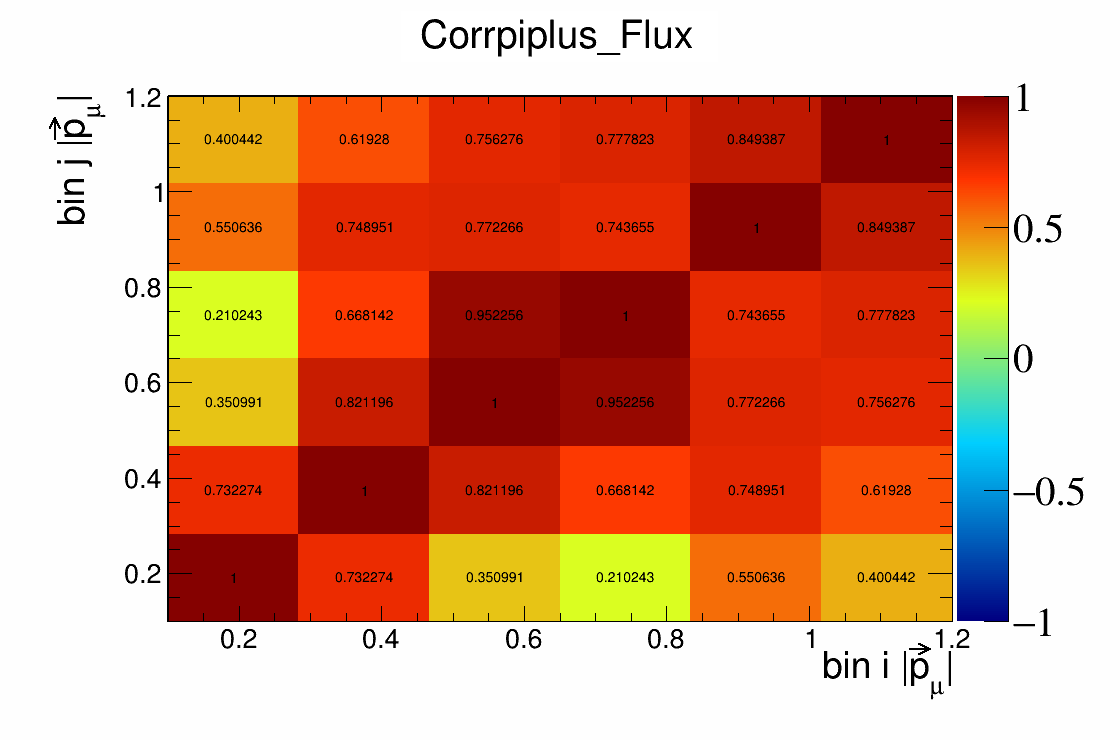 Corrpiplus_Flux
bin j |p⃗μ|
1.2
1
0.8
0.6
0.4
0.2
0.400442 0.61928 0.756276 0.777823 0.849387 1
0.550636 0.748951 0.772266 0.743655 1 0.849387
0.210243 0.668142 0.952256 1 0.743655 0.777823
0.350991 0.821196 1 0.952256 0.772266 0.756276
0.732274 1 0.821196 0.668142 0.748951 0.61928
1 0.732274 0.350991 0.210243 0.550636 0.400442
0.2 0.4 0.6 0.8 1 1.2
bin i |p⃗μ|
1
0.5
0
−0.5
−1